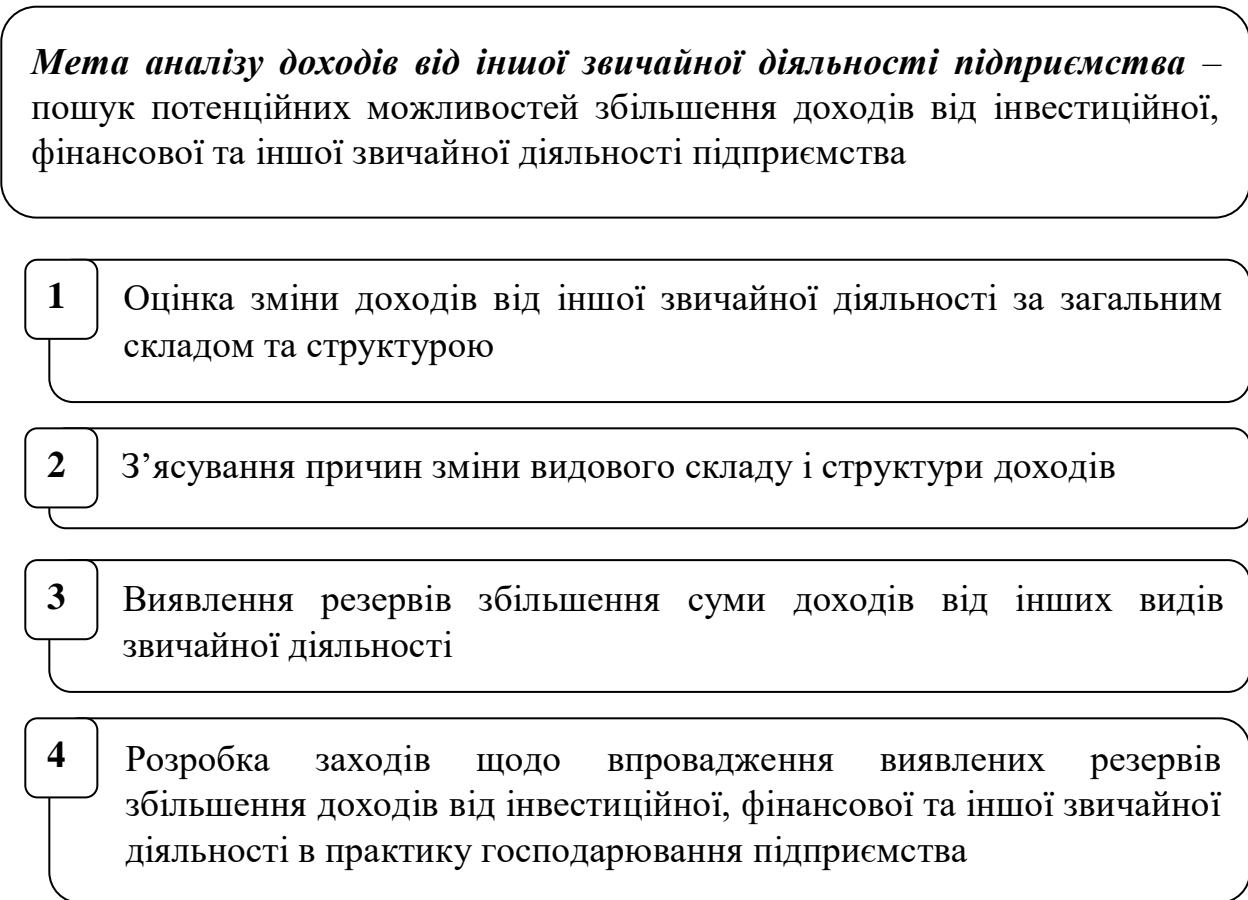 Мета аналізу доходів від іншої звичайної діяльності підприємства –
пошук потенційних можливостей збільшення доходів від інвестиційної,
фінансової та іншої звичайної діяльності підприємства
1
Оцінка зміни доходів від іншої звичайної діяльності за загальним
складом та структурою
2
З’ясування причин зміни видового складу і структури доходів
3
Виявлення резервів збільшення суми доходів від інших видів
звичайної діяльності
4
Розробка заходів щодо впровадження виявлених резервів
збільшення доходів від інвестиційної, фінансової та іншої звичайної
діяльності в практику господарювання підприємства